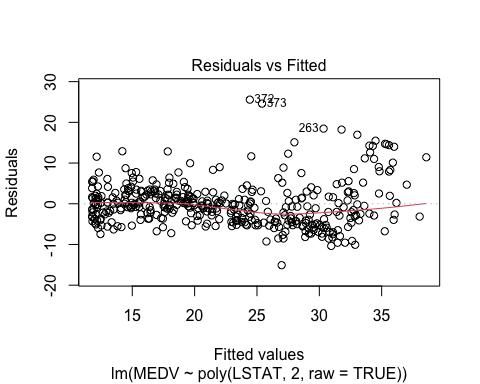 Residuals vs Fitted
30
20
10
0
-10
-20
Residuals
372
373
263
15 20 25 30 35
Fitted values
lm(MEDV ~ poly(LSTAT, 2, raw = TRUE))